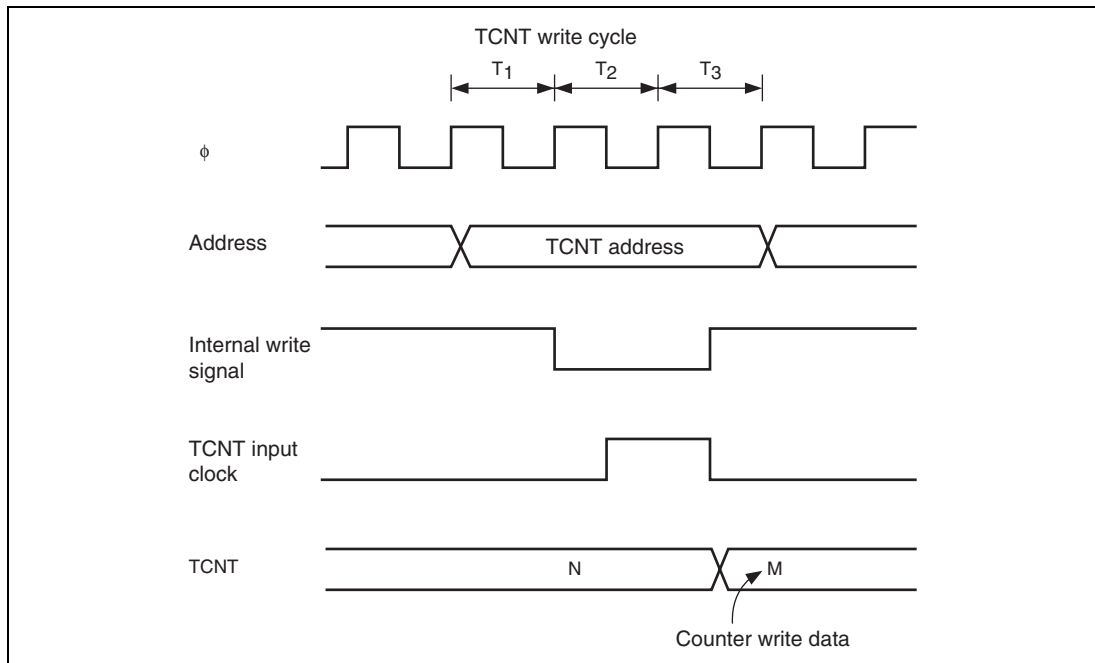 TCNT write cycle
T1 T2 T3
ϕ
Address
TCNT address
Internal write
signal
TCNT input
clock
TCNT
N
M
Counter write data